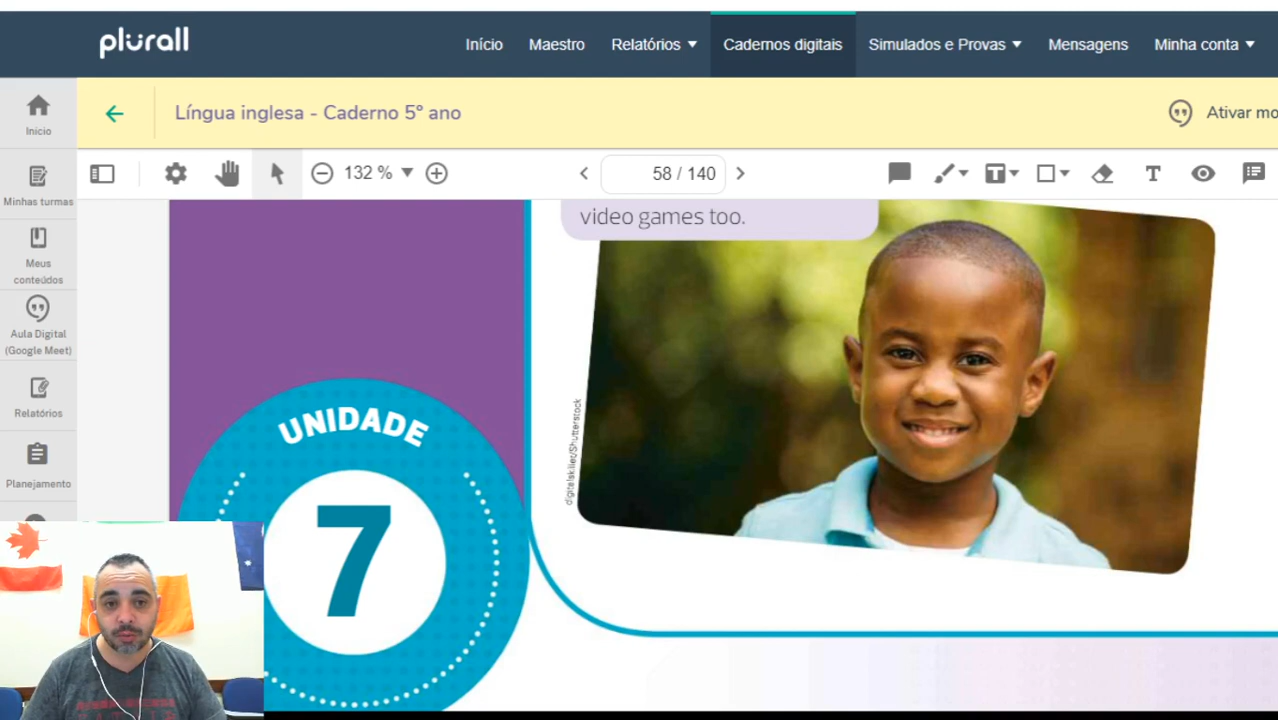 plurall
Início
Maestro
Relatórios
Cadernos digitais
Simulados e Provas
Mensagens
Minha conta
Inicio
Língua inglesa - Caderno 5º ano
Ativar mo
132 %
58 / 140
T
T
Minhas turmas
Meus
conteúdos
Aula Digital
(Google Meet)
Relatórios
Planejamento
video games too.
digitalskillet/Shutterstock
UNIDADE
7